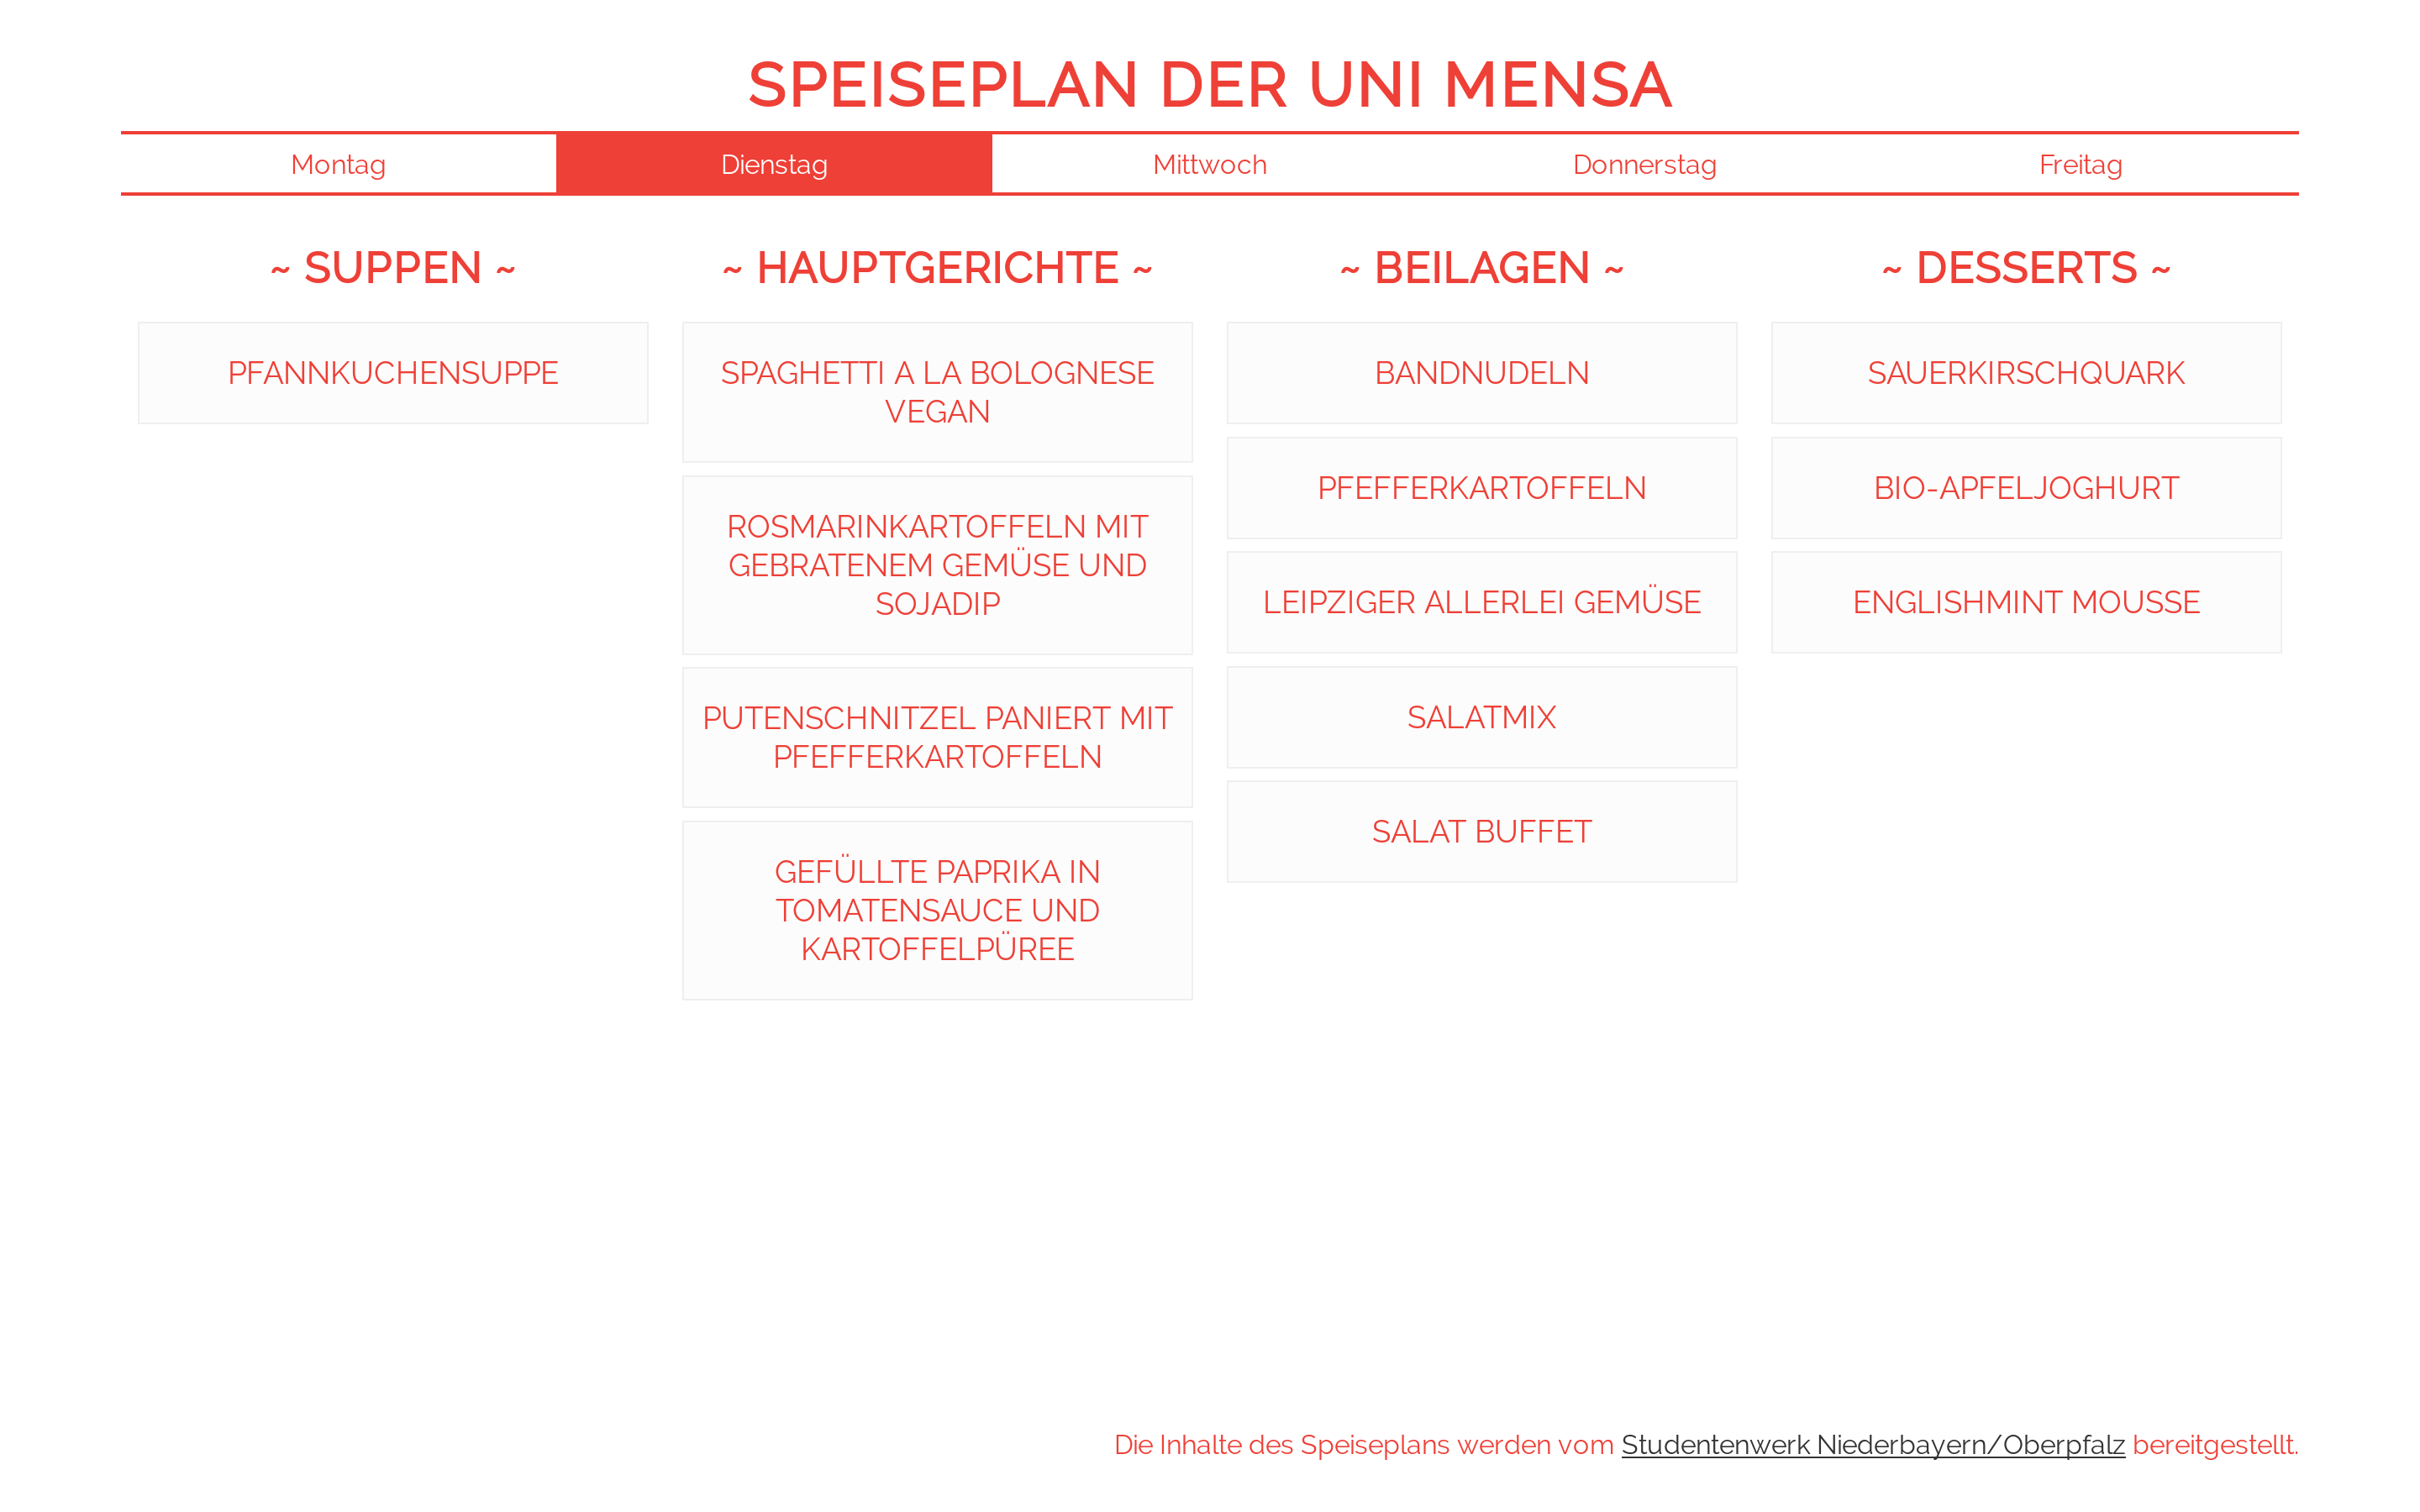 SPEISEPLAN DER UNI MENSA
Montag
Dienstag
Mittwoch
Donnerstag
Freitag
~ SUPPEN ~
PFANNKUCHENSUPPE
~ HAUPTGERICHTE ~
SPAGHETTI A LA BOLOGNESE
VEGAN
ROSMARINKARTOFFELN MIT
GEBRATENEM GEMÜSE UND
SOJADIP
PUTENSCHNITZEL PANIERT MIT
PFEFFERKARTOFFELN
GEFÜLLTE PAPRIKA IN
TOMATENSAUCE UND
KARTOFFELPÜREE
~ BEILAGEN ~
BANDNUDELN
PFEFFERKARTOFFELN
LEIPZIGER ALLERLEI GEMÜSE
SALATMIX
SALAT BUFFET
~ DESSERTS ~
SAUERKIRSCHQUARK
BIO-APFELJOGHURT
ENGLISHMINT MOUSSE
Die Inhalte des Speiseplans werden vom Studentenwerk Niederbayern/Oberpfalz bereitgestellt.